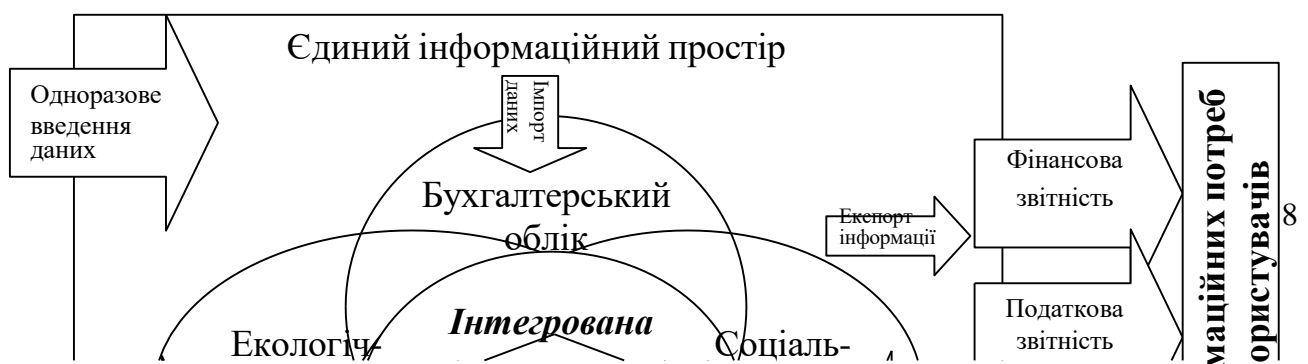 Єдиний інформаційний простір
Одноразове
введення
даних
Імпорт
даних
Бухгалтерський
облік
Експорт
інформації
Фінансова
звітність
Податкова
звітність
Інтегрована
Екологіч-
Соціаль-
маційних потреб
ористувачів
8